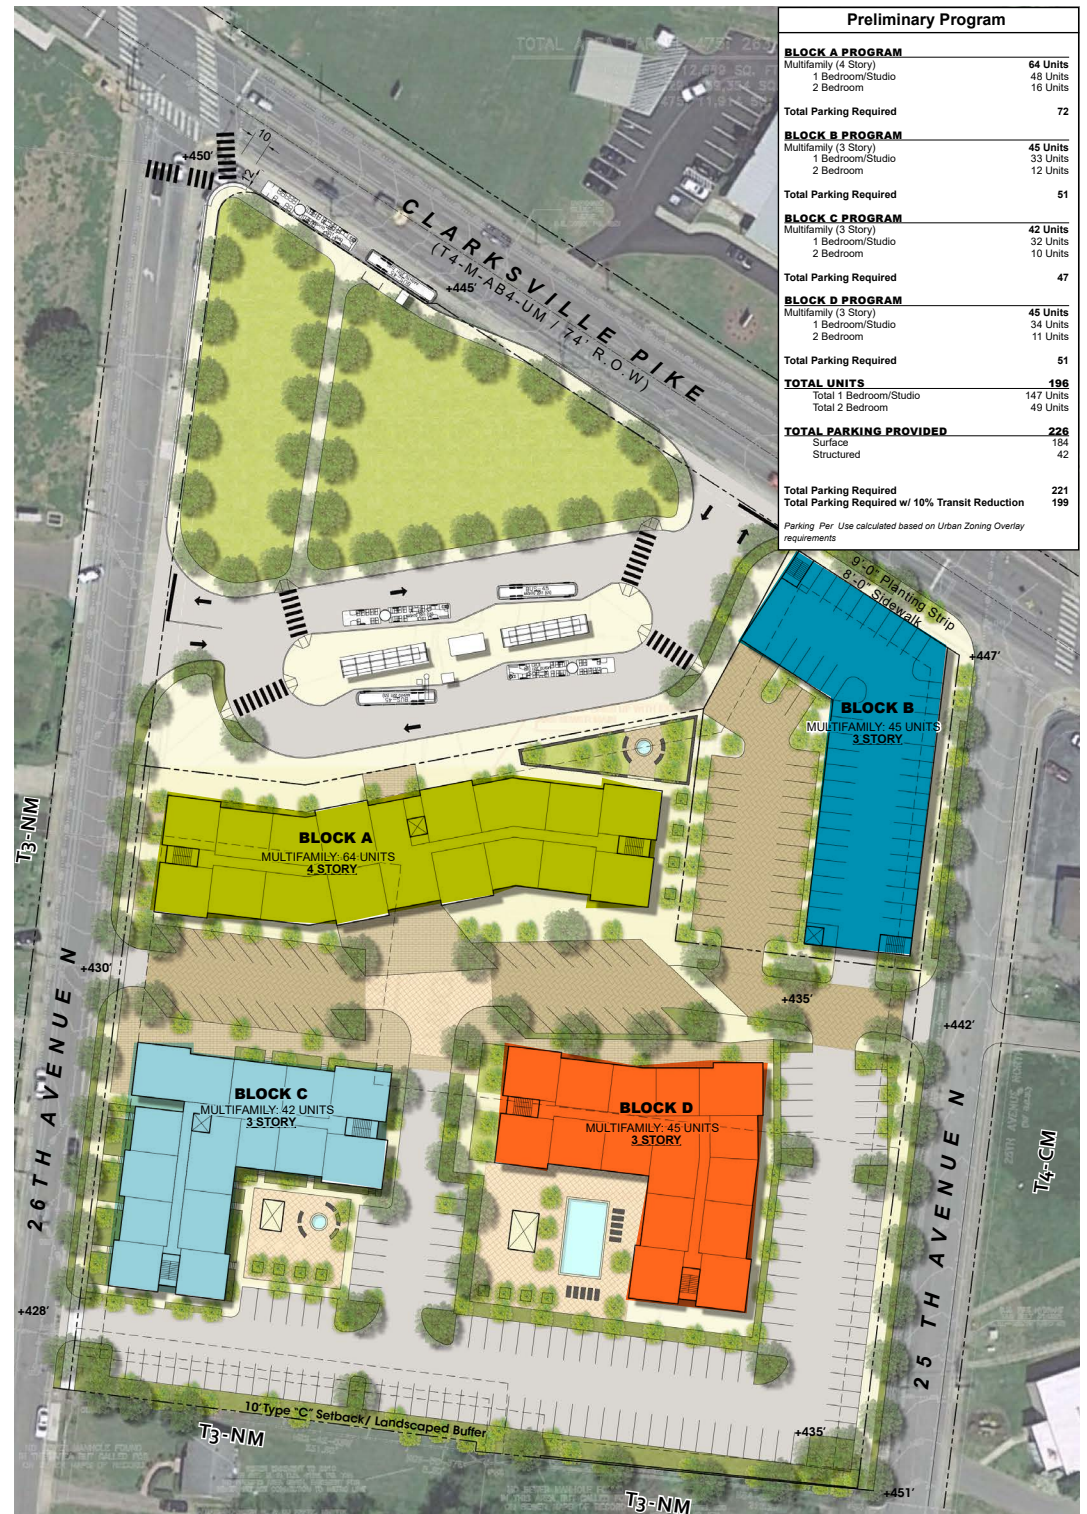 Preliminary Program
BLOCK A PROGRAM
Multifamily (4 Story) 64 Units
1 Bedroom/Studio 48 Units
2 Bedroom 16 Units
Total Parking Required 72
BLOCK B PROGRAM
Multifamily (3 Story) 45 Units
1 Bedroom/Studio 33 Units
2 Bedroom 12 Units
Total Parking Required 51
BLOCK C PROGRAM
Multifamily (3 Story) 42 Units
1 Bedroom/Studio 32 Units
2 Bedroom 10 Units
Total Parking Required 47
BLOCK D PROGRAM
Multifamily (3 Story) 45 Units
1 Bedroom/Studio 34 Units
2 Bedroom 11 Units
Total Parking Required 51
TOTAL UNITS 196
Total 1 Bedroom/Studio 147 Units
Total 2 Bedroom 49 Units
TOTAL PARKING PROVIDED 226
Surface 184
Structured 42
Total Parking Required 221
Total Parking Required w/ 10% Transit Reduction 199
Parking Per Use calculated based on Urban Zoning Overlay
requirements
10
+450'
12
CLARKSVILLE PIKE
(T4-M-AB4-UM / 74' R.O.W)
+445'
9'-0" Planting Strip
8'-0" Sidewalk
+447'
BLOCK B
MULTIFAMILY: 45 UNITS
3 STORY
T3-NM
BLOCK A
MULTIFAMILY: 64 UNITS
4 STORY
26TH AVENUE N
+430'
+435'
+442'
BLOCK C
MULTIFAMILY: 42 UNITS
3 STORY
BLOCK D
MULTIFAMILY: 45 UNITS
3 STORY
25TH AVENUE N
25TH AVENUE NORTH
T4-CM
+428'
10' Type "C" Setback/ Landscaped Buffer
T3-NM
+435'
T3-NM
+451'